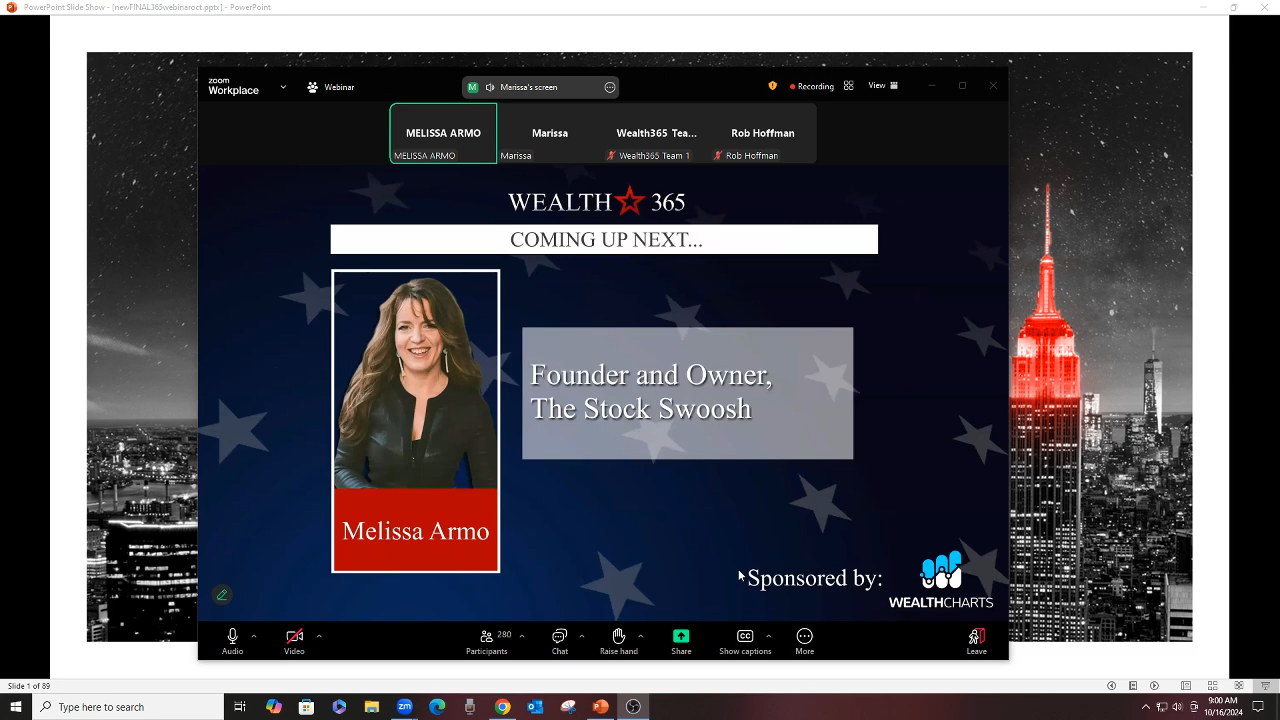 PowerPoint Slide Show - [newFINAL365webinaroct.pptx] - PowerPoint
zoom
Workplace
Webinar
M
Marissa's screen
Recording
View
MELISSA ARMO
Marissa
Wealth365 Tea...
Rob Hoffman
MELISSA ARMO
Marissa
Wealth365 Team 1
Rob Hoffman
WEALTH 365
COMING UP NEXT...
Founder and Owner,
The Stock Swoosh
Melissa Armo
Sponsored by:
WEALTHCHARTS
Audio
Video
280
Participants
Chat
Raise hand
Share
CC
Show captions
More
Leave
Slide 1 of 89
Type here to search
zm
9:00 AM
10/16/2024